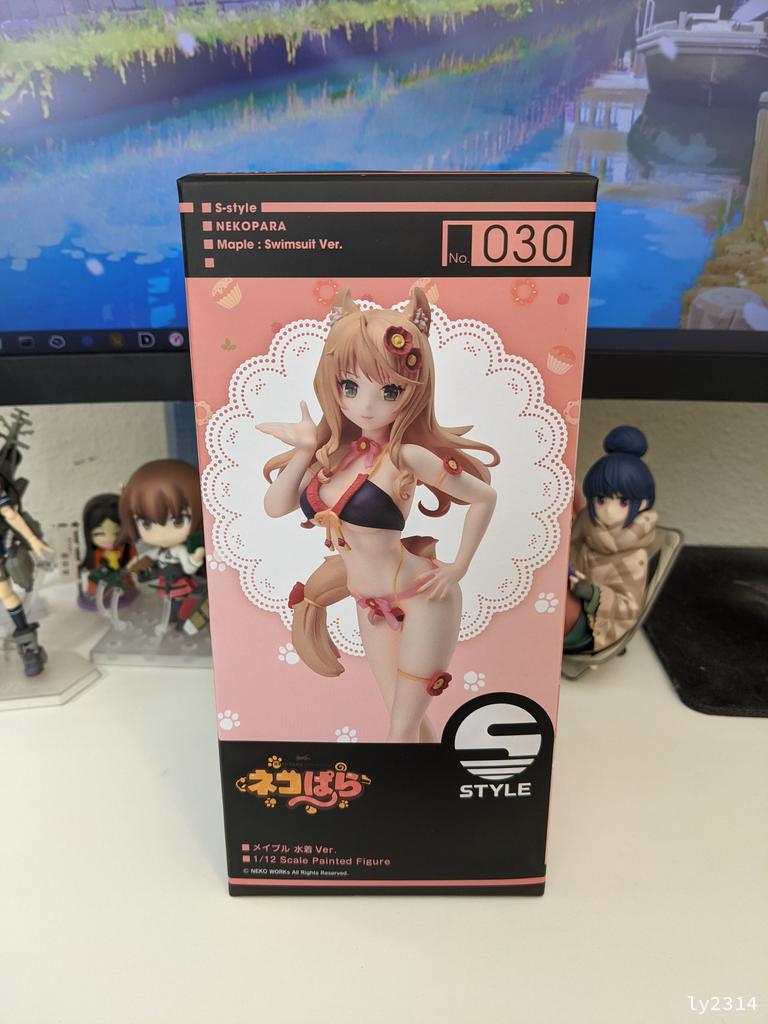 S-style
NEKOPARA
Maple : Swimsuit Ver.
No. 030
STYLE
ネコぱら
メイプル 水着 Ver.
1/12 Scale Painted Figure
© NEKO WORKs All Rights Reserved.
ly2314